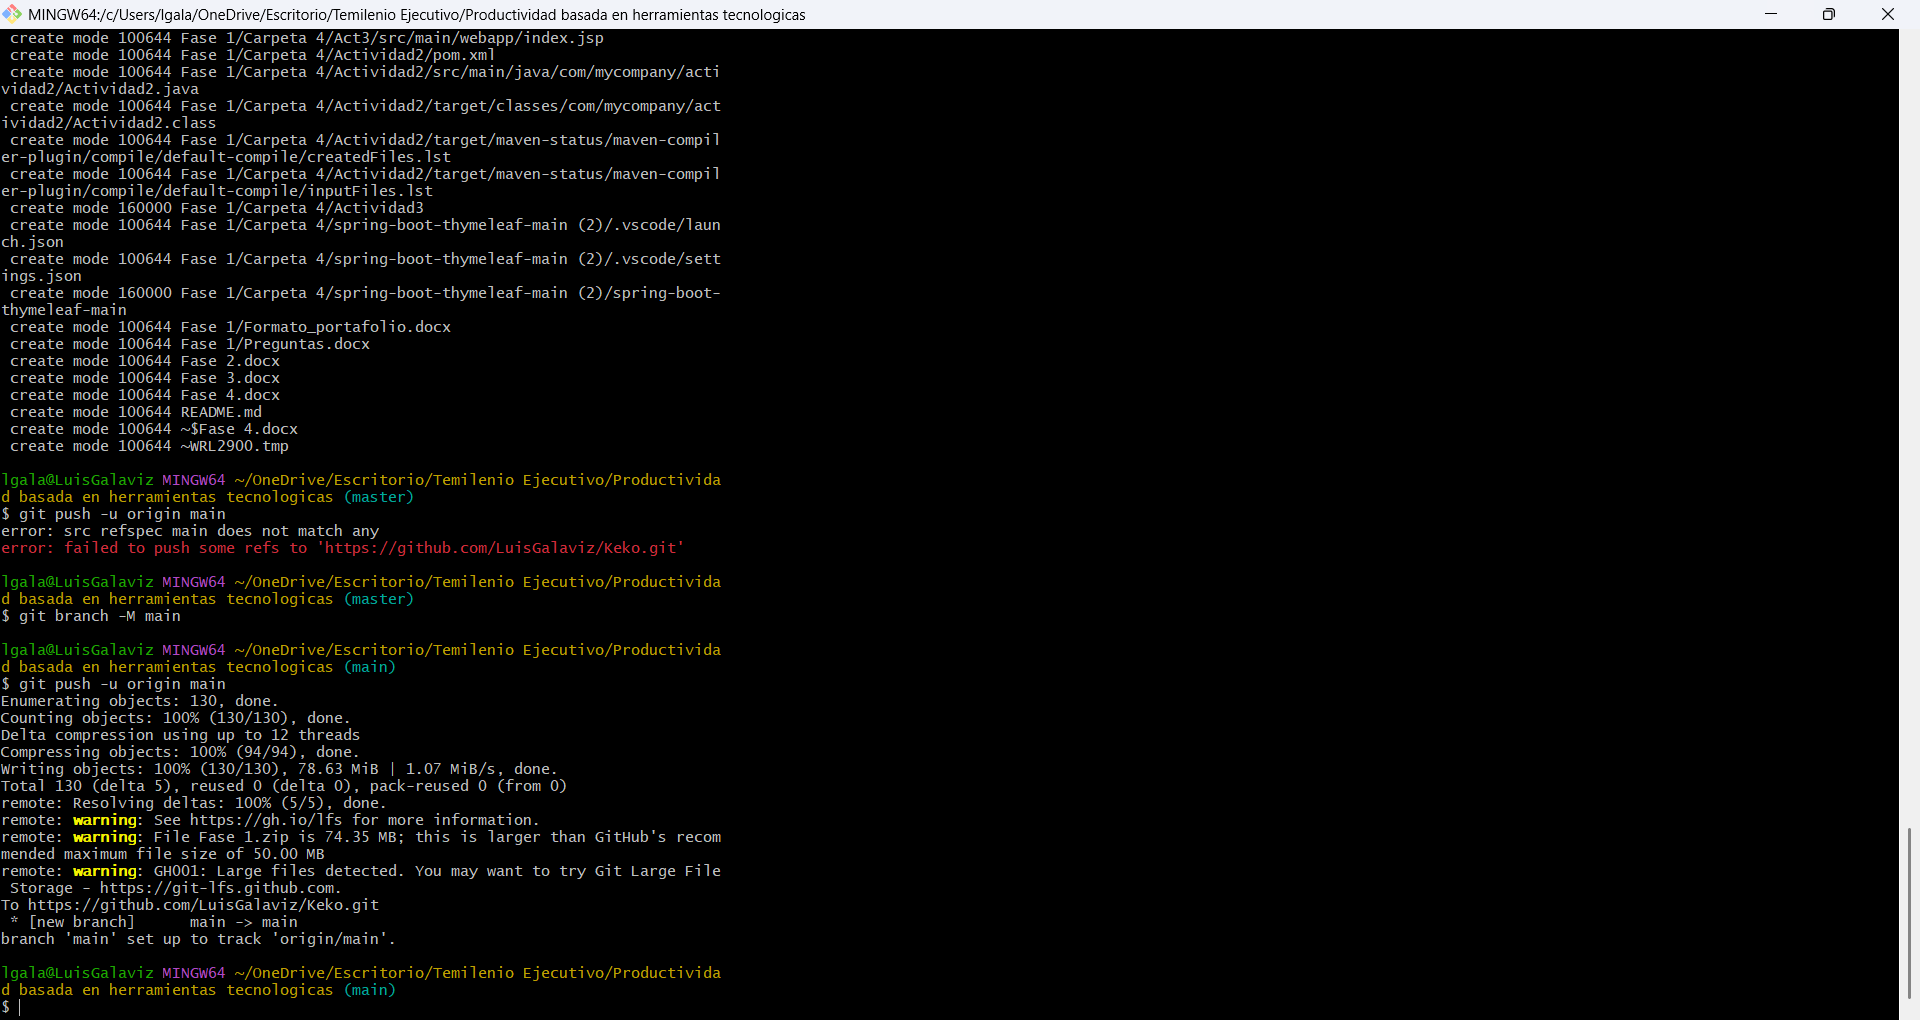 MINGW64:/c/Users/lgala/OneDrive/Escritorio/Temilenio Ejecutivo/Productividad basada en herramientas tecnologicas
create mode 100644 Fase 1/Carpeta 4/Act3/src/main/webapp/index.jsp
create mode 100644 Fase 1/Carpeta 4/Actividad2/pom.xml
create mode 100644 Fase 1/Carpeta 4/Actividad2/src/main/java/com/mycompany/acti
vidad2/Actividad2.java
create mode 100644 Fase 1/Carpeta 4/Actividad2/target/classes/com/mycompany/act
ividad2/Actividad2.class
create mode 100644 Fase 1/Carpeta 4/Actividad2/target/maven-status/maven-compil
er-plugin/compile/default-compile/createdFiles.lst
create mode 100644 Fase 1/Carpeta 4/Actividad2/target/maven-status/maven-compil
er-plugin/compile/default-compile/inputFiles.lst
create mode 160000 Fase 1/Carpeta 4/Actividad3
create mode 100644 Fase 1/Carpeta 4/spring-boot-thymeleaf-main (2)/.vscode/laun
ch.json
create mode 100644 Fase 1/Carpeta 4/spring-boot-thymeleaf-main (2)/.vscode/sett
ings.json
create mode 160000 Fase 1/Carpeta 4/spring-boot-thymeleaf-main (2)/spring-boot-
thymeleaf-main
create mode 100644 Fase 1/Formato_portafolio.docx
create mode 100644 Fase 1/Preguntas.docx
create mode 100644 Fase 2.docx
create mode 100644 Fase 3.docx
create mode 100644 Fase 4.docx
create mode 100644 README.md
create mode 100644 ~$Fase 4.docx
create mode 100644 ~WRL2900.tmp
lgala@LuisGalaviz MINGW64 ~/OneDrive/Escritorio/Temilenio Ejecutivo/Productivida
d basada en herramientas tecnologicas (master)
$ git push -u origin main
error: src refspec main does not match any
error: failed to push some refs to 'https://github.com/LuisGalaviz/Keko.git'
lgala@LuisGalaviz MINGW64 ~/OneDrive/Escritorio/Temilenio Ejecutivo/Productivida
d basada en herramientas tecnologicas (master)
$ git branch -M main
lgala@LuisGalaviz MINGW64 ~/OneDrive/Escritorio/Temilenio Ejecutivo/Productivida
d basada en herramientas tecnologicas (main)
$ git push -u origin main
Enumerating objects: 130, done.
Counting objects: 100% (130/130), done.
Delta compression using up to 12 threads
Compressing objects: 100% (94/94), done.
Writing objects: 100% (130/130), 78.63 MiB | 1.07 MiB/s, done.
Total 130 (delta 5), reused 0 (delta 0), pack-reused 0 (from 0)
remote: Resolving deltas: 100% (5/5), done.
remote: warning: See https://gh.io/lfs for more information.
remote: warning: File Fase 1.zip is 74.35 MB; this is larger than GitHub's recom
mended maximum file size of 50.00 MB
remote: warning: GH001: Large files detected. You may want to try Git Large File
Storage - https://git-lfs.github.com.
To https://github.com/LuisGalaviz/Keko.git
* [new branch]      main -> main
branch 'main' set up to track 'origin/main'.
lgala@LuisGalaviz MINGW64 ~/OneDrive/Escritorio/Temilenio Ejecutivo/Productivida
d basada en herramientas tecnologicas (main)
$